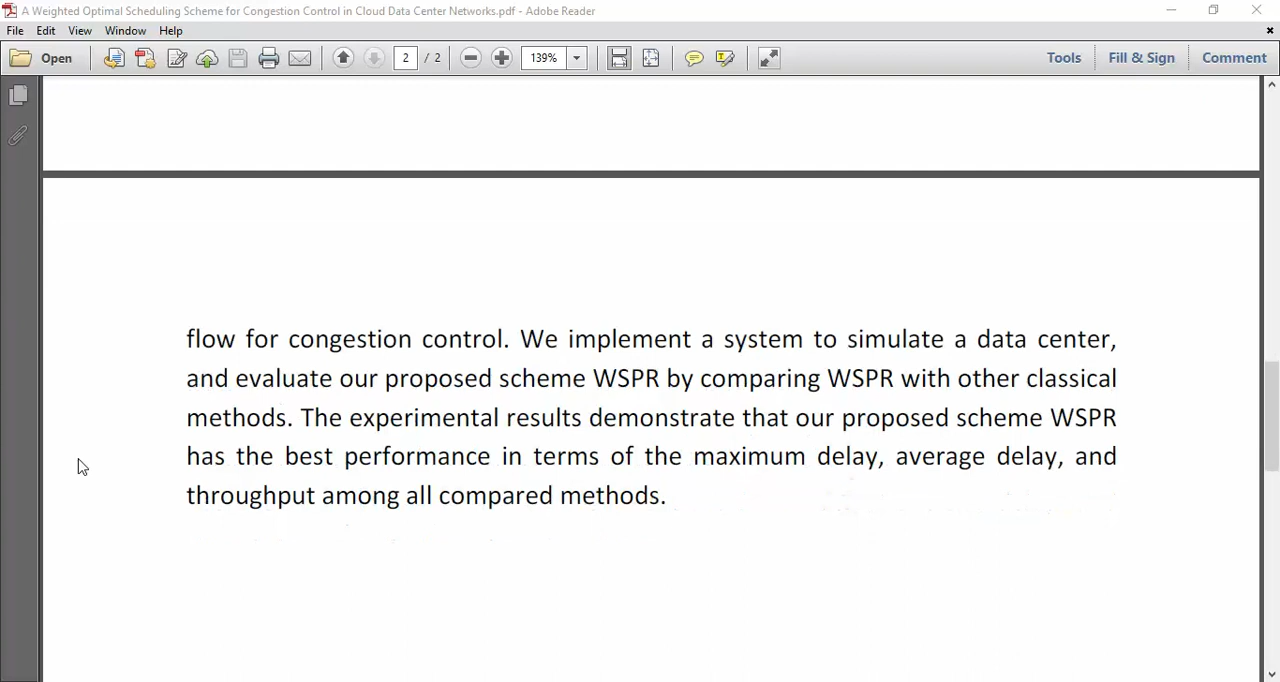 A Weighted Optimal Scheduling Scheme for Congestion Control in Cloud Data Center Networks.pdf - Adobe Reader
File Edit View Window Help
Open 2 / 2 139% Tools Fill & Sign Comment
flow for congestion control. We implement a system to simulate a data center,
and evaluate our proposed scheme WSPR by comparing WSPR with other classical
methods. The experimental results demonstrate that our proposed scheme WSPR
has the best performance in terms of the maximum delay, average delay, and
throughput among all compared methods.